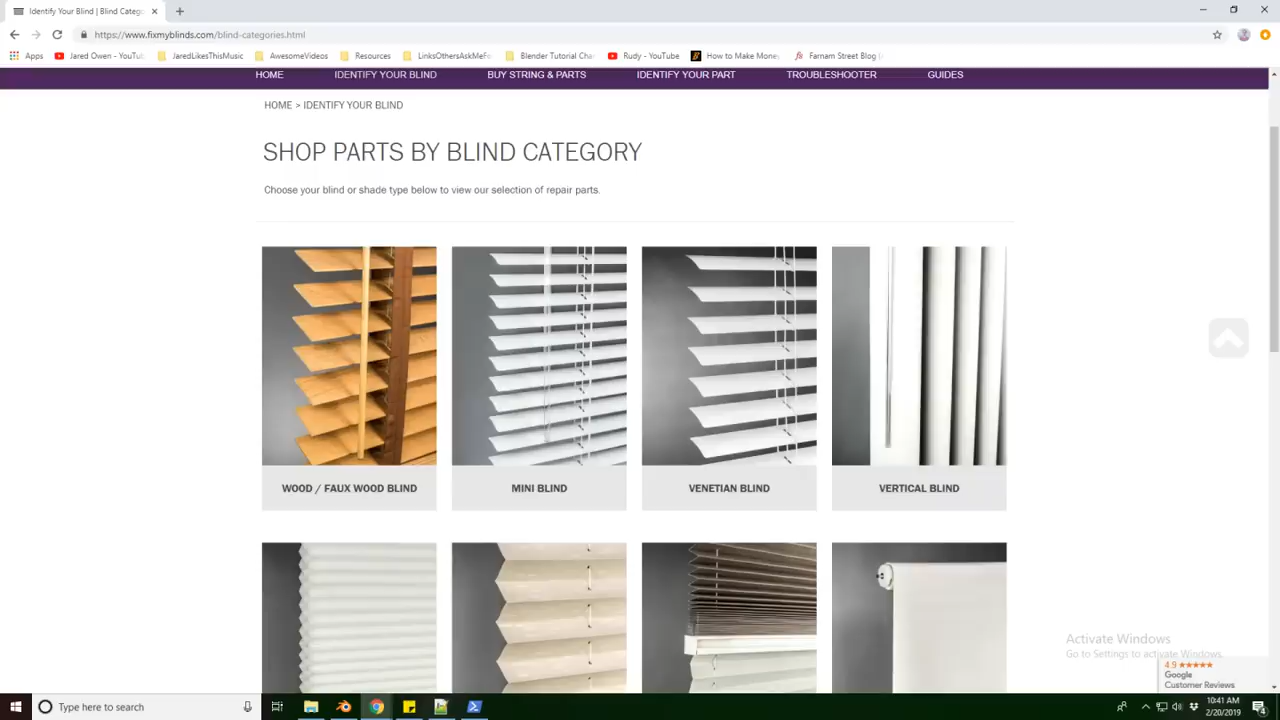 Identify Your Blind | Blind Catego
https://www.fixmyblinds.com/blind-categories.html
Apps Jared Owen - YouTu JaredLikesThisMusic AwesomeVideos Resources LinksOthersAskMeFo Blender Tutorial Cha Rudy - YouTube How to Make Money Farnam Street Blog |
HOME IDENTIFY YOUR BLIND BUY STRING & PARTS IDENTIFY YOUR PART TROUBLESHOOTER GUIDES
HOME > IDENTIFY YOUR BLIND
SHOP PARTS BY BLIND CATEGORY
Choose your blind or shade type below to view our selection of repair parts.
WOOD / FAUX WOOD BLIND MINI BLIND VENETIAN BLIND VERTICAL BLIND
Activate Windows
Go to Settings to activate Windows.
4.9 ★★★★★
Google
Customer Reviews
Type here to search
10:41 AM
2/20/2019
4